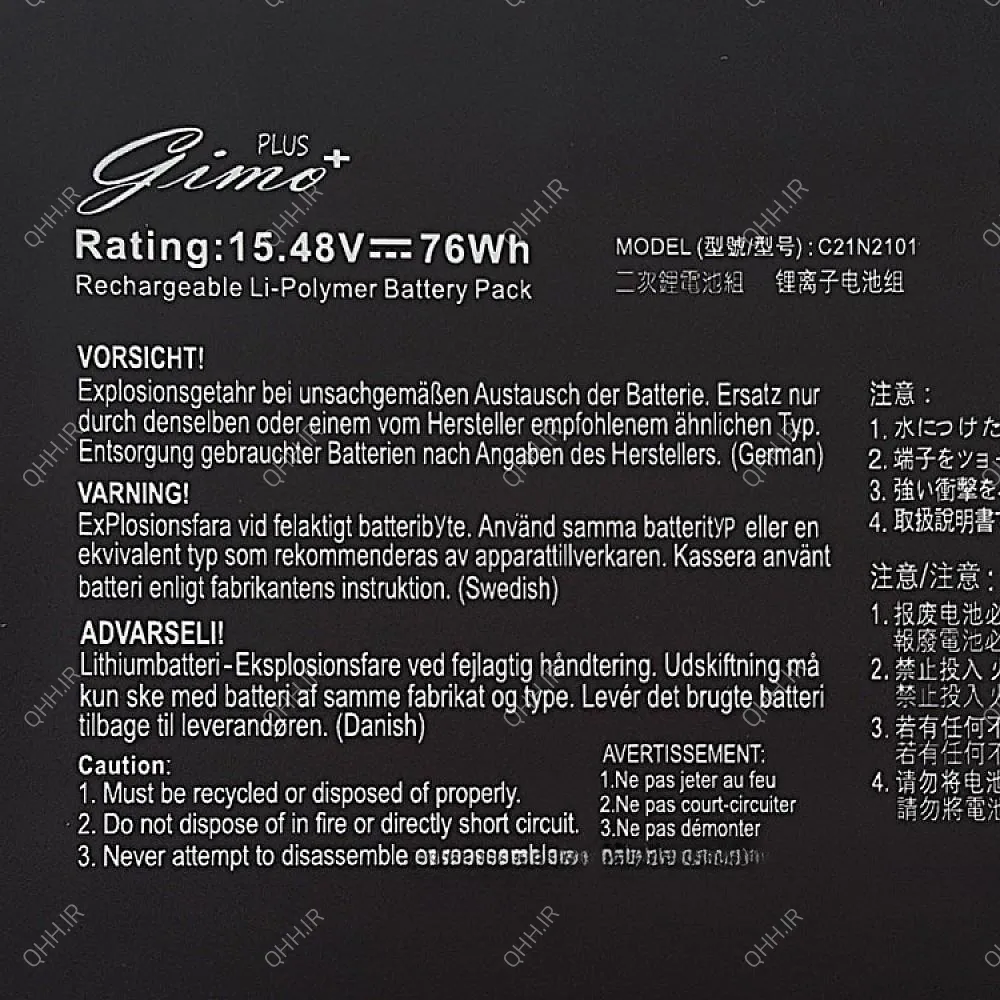 PLUS
Gimo+
Rating:15.48V⎓76Wh
Rechargeable Li-Polymer Battery Pack
MODEL (型號/型号) : C21N2101
二次鋰電池組 锂离子电池组
VORSICHT!
Explosionsgetahr bei unsachgemäßen Austausch der Batterie. Ersatz nur
durch denselben oder einem vom Hersteller empfohlenem ähnlichen Typ.
Entsorgung gebrauchter Batterien nach Angaben des Herstellers. (German)
VARNING!
ExPlosionsfara vid felaktigt batteribyte. Använd samma batterityp eller en
ekvivalent typ som rekommenderas av apparattillverkaren. Kassera använt
batteri enligt fabrikantens instruktion. (Swedish)
ADVARSELI!
Lithiumbatteri-Eksplosionsfare ved fejlagtig håndtering. Udskiftning må
kun ske med batteri af samme fabrikat og type. Levér det brugte batteri
tilbage til leverandøren. (Danish)
Caution:
1. Must be recycled or disposed of properly.
2. Do not dispose of in fire or directly short circuit.
3. Never attempt to disassemble
AVERTISSEMENT:
1.Ne pas jeter au feu
2.Ne pas court-circuiter
3.Ne pas démonter
注意：
1. 水につけた
2. 端子をツョー
3. 強い衝撃を
4. 取扱説明書
注意/注意：
1. 报废电池必
報廢電池必
2. 禁止投入火
禁止投入火
3. 若有任何不
若有任何不
4. 请勿将电池
請勿將電池
QHH.IR